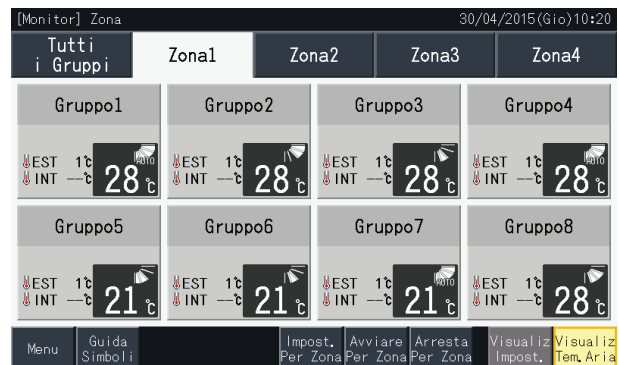 [Monitor] Zona 30/04/2015(Gio)10:20
Tutti
i Gruppi
Zona1 Zona2 Zona3 Zona4
Gruppo1 Gruppo2 Gruppo3 Gruppo4
EST 1℃ AUTO EST 1℃ EST 1℃ EST 1℃ AUTO
INT --℃ 28℃ INT --℃ 28℃ INT --℃ 28℃ INT --℃ 28℃
Gruppo5 Gruppo6 Gruppo7 Gruppo8
EST 1℃ EST 1℃ EST 1℃ AUTO EST 1℃
INT --℃ 21℃ INT --℃ 21℃ INT --℃ 21℃ INT --℃ 28℃
Menu
Guida
Simboli
Impost.
Per Zona
Avviare
Per Zona
Arresta
Per Zona
Visualiz
Impost.
Visualiz
Tem.Aria